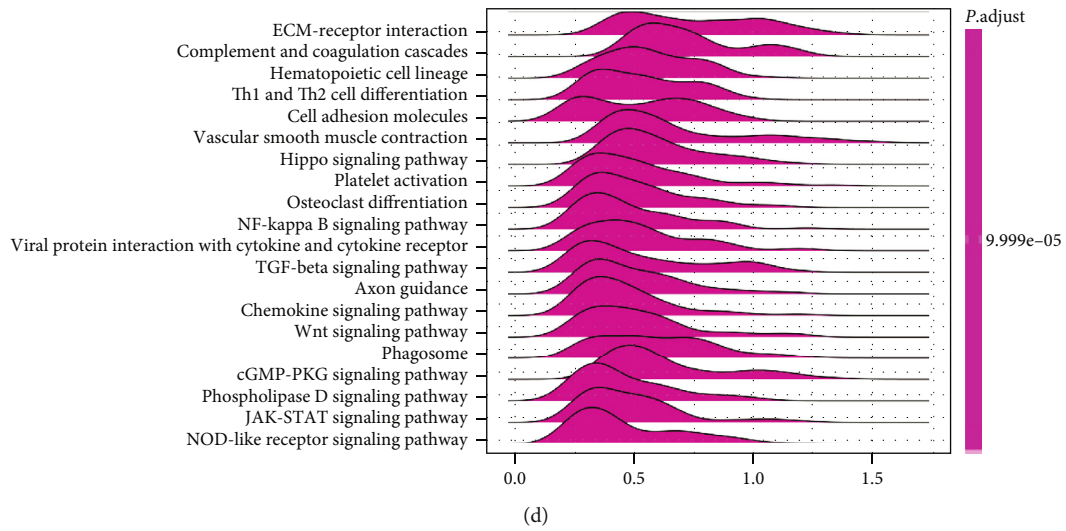 P.adjust
ECM-receptor interaction
Complement and coagulation cascades
Hematopoietic cell lineage
Th1 and Th2 cell differentiation
Cell adhesion molecules
Vascular smooth muscle contraction
Hippo signaling pathway
Platelet activation
Osteoclast diffrentiation
NF-kappa B signaling pathway
Viral protein interaction with cytokine and cytokine receptor
TGF-beta signaling pathway
Axon guidance
Chemokine signaling pathway
Wnt signaling pathway
Phagosome
cGMP-PKG signaling pathway
Phospholipase D signaling pathway
JAK-STAT signaling pathway
NOD-like receptor signaling pathway
9.999e–05
0.0 0.5 1.0 1.5
(d)